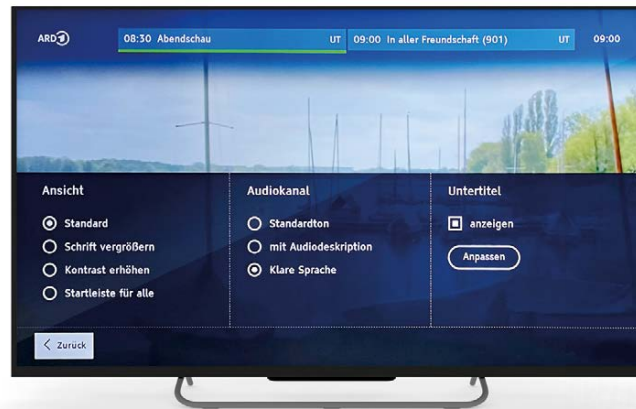 ARD 1
08:30 Abendschau UT
09:00 In aller Freundschaft (901) UT
09:00
Ansicht
Standard
Schrift vergrößern
Kontrast erhöhen
Startleiste für alle
Audiokanal
Standardton
mit Audiodeskription
Klare Sprache
Untertitel
anzeigen
Anpassen
Zurück